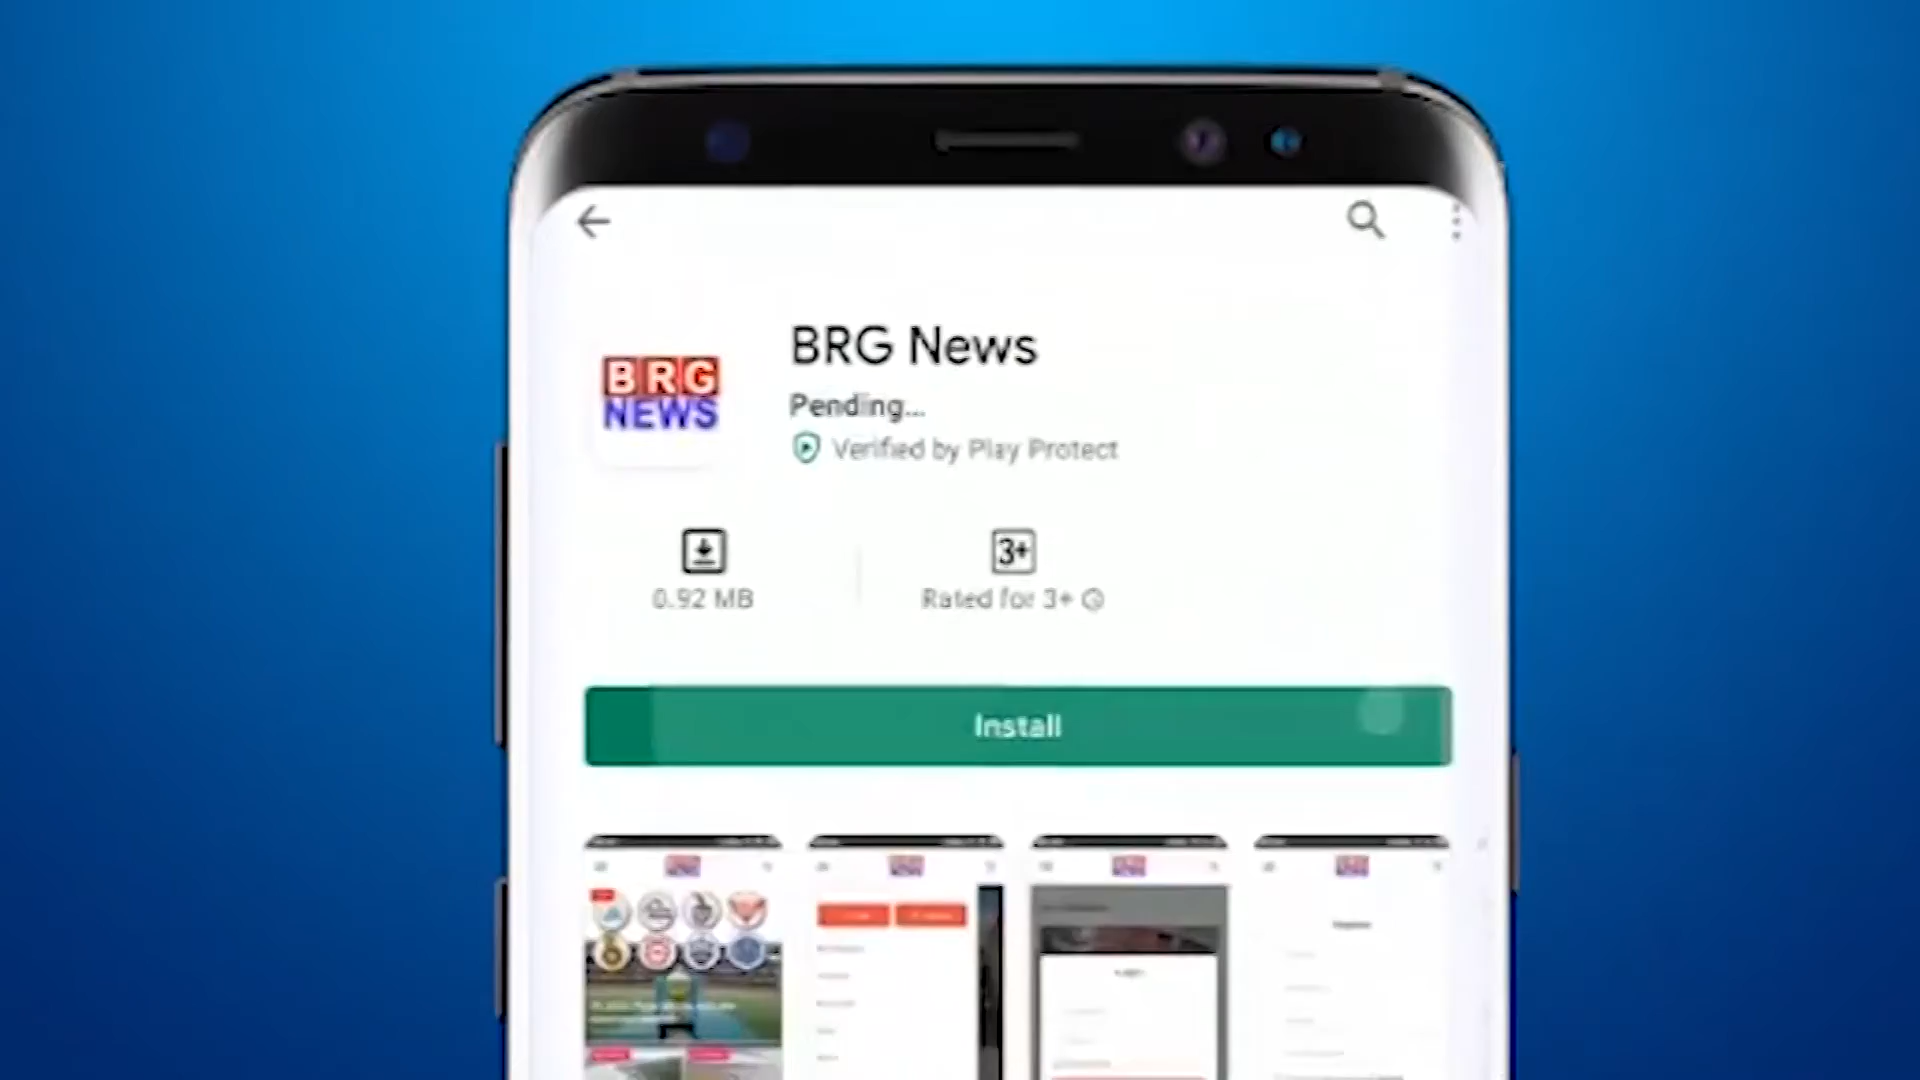 BRG News
BRG
NEWS
Pending...
Verified by Play Protect
3+
0.92 MB
Rated for 3+
Install